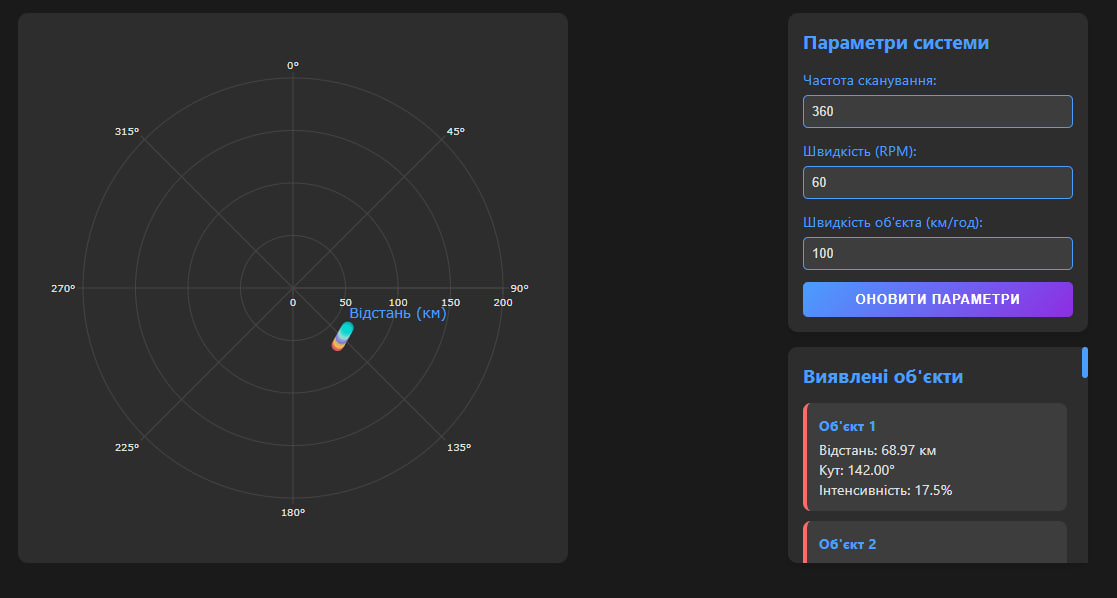 0°
315°
45°
270°
90°
0
50
100
150
200
Відстань (км)
225°
135°
180°
Параметри системи
Частота сканування:
360
Швидкість (RPM):
60
Швидкість об'єкта (км/год):
100
ОНОВИТИ ПАРАМЕТРИ
Виявлені об'єкти
Об'єкт 1
Відстань: 68.97 км
Кут: 142.00°
Інтенсивність: 17.5%
Об'єкт 2